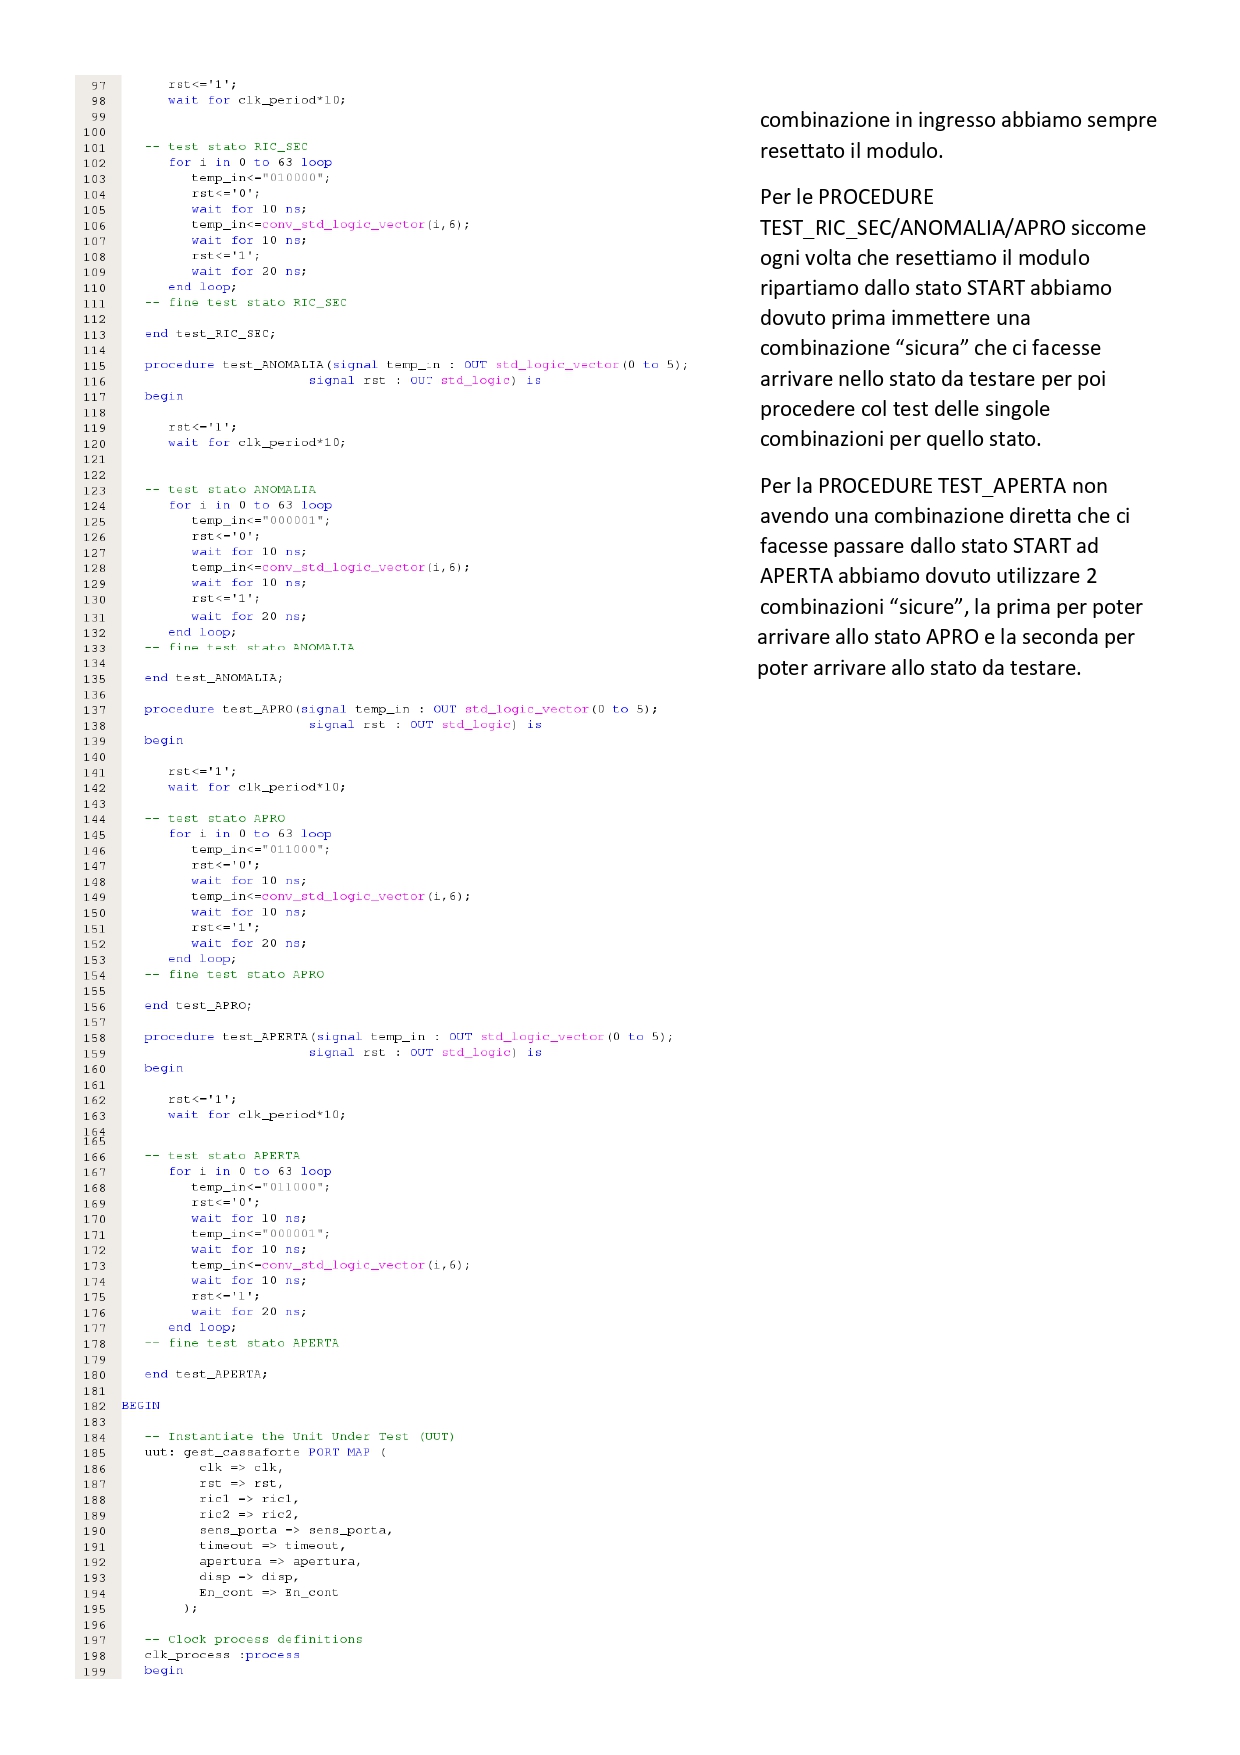 97 rst<='1';
98 wait for clk_period*10;
99
100
101 -- test stato RIC_SEC
102 for i in 0 to 63 loop
103 temp_in<="010000";
104 rst<='0';
105 wait for 10 ns;
106 temp_in<=conv_std_logic_vector(i,6);
107 wait for 10 ns;
108 rst<='1';
109 wait for 20 ns;
110 end loop;
111 -- fine test stato RIC_SEC
112
113 end test_RIC_SEC;
114
115 procedure test_ANOMALIA(signal temp_in : OUT std_logic_vector(0 to 5);
116 signal rst : OUT std_logic) is
117 begin
118
119 rst<='1';
120 wait for clk_period*10;
121
122
123 -- test stato ANOMALIA
124 for i in 0 to 63 loop
125 temp_in<="000001";
126 rst<='0';
127 wait for 10 ns;
128 temp_in<=conv_std_logic_vector(i,6);
129 wait for 10 ns;
130 rst<='1';
131 wait for 20 ns;
132 end loop;
133 -- fine test stato ANOMALIA
134
135 end test_ANOMALIA;
136
137 procedure test_APRO(signal temp_in : OUT std_logic_vector(0 to 5);
138 signal rst : OUT std_logic) is
139 begin
140
141 rst<='1';
142 wait for clk_period*10;
143
144 -- test stato APRO
145 for i in 0 to 63 loop
146 temp_in<="011000";
147 rst<='0';
148 wait for 10 ns;
149 temp_in<=conv_std_logic_vector(i,6);
150 wait for 10 ns;
151 rst<='1';
152 wait for 20 ns;
153 end loop;
154 -- fine test stato APRO
155
156 end test_APRO;
157
158 procedure test_APERTA(signal temp_in : OUT std_logic_vector(0 to 5);
159 signal rst : OUT std_logic) is
160 begin
161
162 rst<='1';
163 wait for clk_period*10;
164
165
166 -- test stato APERTA
167 for i in 0 to 63 loop
168 temp_in<="011000";
169 rst<='0';
170 wait for 10 ns;
171 temp_in<="000001";
172 wait for 10 ns;
173 temp_in<=conv_std_logic_vector(i,6);
174 wait for 10 ns;
175 rst<='1';
176 wait for 20 ns;
177 end loop;
178 -- fine test stato APERTA
179
180 end test_APERTA;
181
182 BEGIN
183
184 -- Instantiate the Unit Under Test (UUT)
185 uut: gest_cassaforte PORT MAP (
186 clk => clk,
187 rst => rst,
188 ric1 => ric1,
189 ric2 => ric2,
190 sens_porta => sens_porta,
191 timeout => timeout,
192 apertura => apertura,
193 disp => disp,
194 En_cont => En_cont
195 );
196
197 -- Clock process definitions
198 clk_process :process
199 begin
combinazione in ingresso abbiamo sempre
resettato il modulo.
Per le PROCEDURE
TEST_RIC_SEC/ANOMALIA/APRO siccome
ogni volta che resettiamo il modulo
ripartiamo dallo stato START abbiamo
dovuto prima immettere una
combinazione “sicura” che ci facesse
arrivare nello stato da testare per poi
procedere col test delle singole
combinazioni per quello stato.
Per la PROCEDURE TEST_APERTA non
avendo una combinazione diretta che ci
facesse passare dallo stato START ad
APERTA abbiamo dovuto utilizzare 2
combinazioni “sicure”, la prima per poter
arrivare allo stato APRO e la seconda per
poter arrivare allo stato da testare.